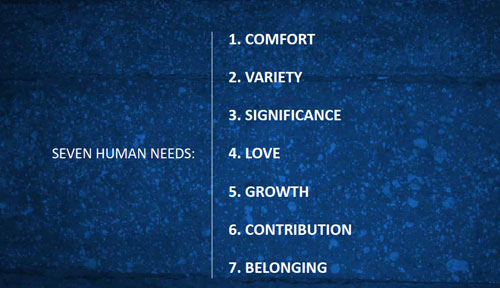 SEVEN HUMAN NEEDS:
1. COMFORT
2. VARIETY
3. SIGNIFICANCE
4. LOVE
5. GROWTH
6. CONTRIBUTION
7. BELONGING